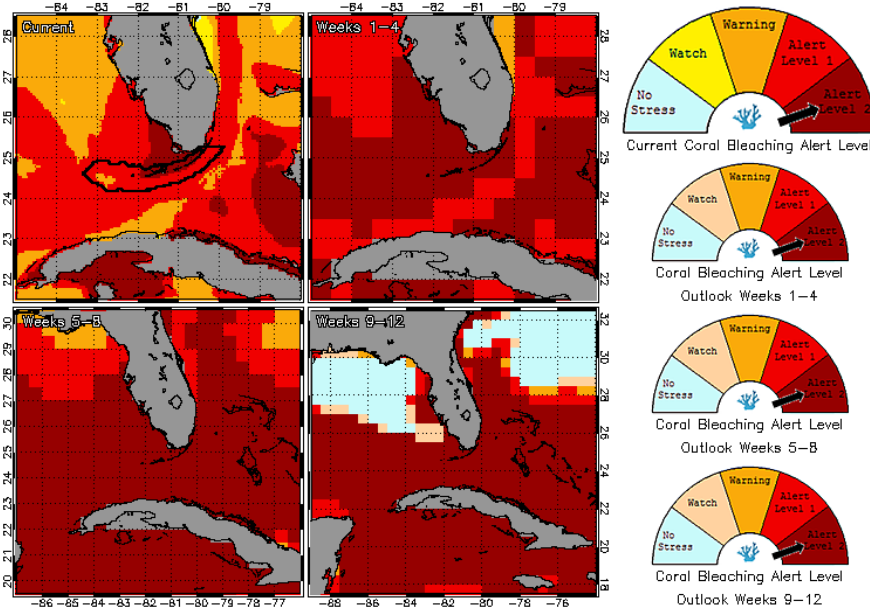 −84 −83 −82 −81 −80 −79
Current
28
27
26
25
24
23
22
Weeks 1−4
−84 −83 −82 −81 −80 −79
28
27
26
25
24
23
22
No
Stress
Watch
Warning
Alert
Level 1
Alert
Level 2
Current Coral Bleaching Alert Level
No
Stress
Watch
Warning
Alert
Level 1
Alert
Level 2
Coral Bleaching Alert Level
Outlook Weeks 1−4
Weeks 5−8
30
29
28
27
26
25
24
23
22
21
20
−86 −85 −84 −83 −82 −81 −80 −79 −78 −77
Weeks 9−12
32
30
28
26
24
22
20
18
−88 −86 −84 −82 −80 −78 −76
No
Stress
Watch
Warning
Alert
Level 1
Alert
Level 2
Coral Bleaching Alert Level
Outlook Weeks 5−8
No
Stress
Watch
Warning
Alert
Level 1
Alert
Level 2
Coral Bleaching Alert Level
Outlook Weeks 9−12